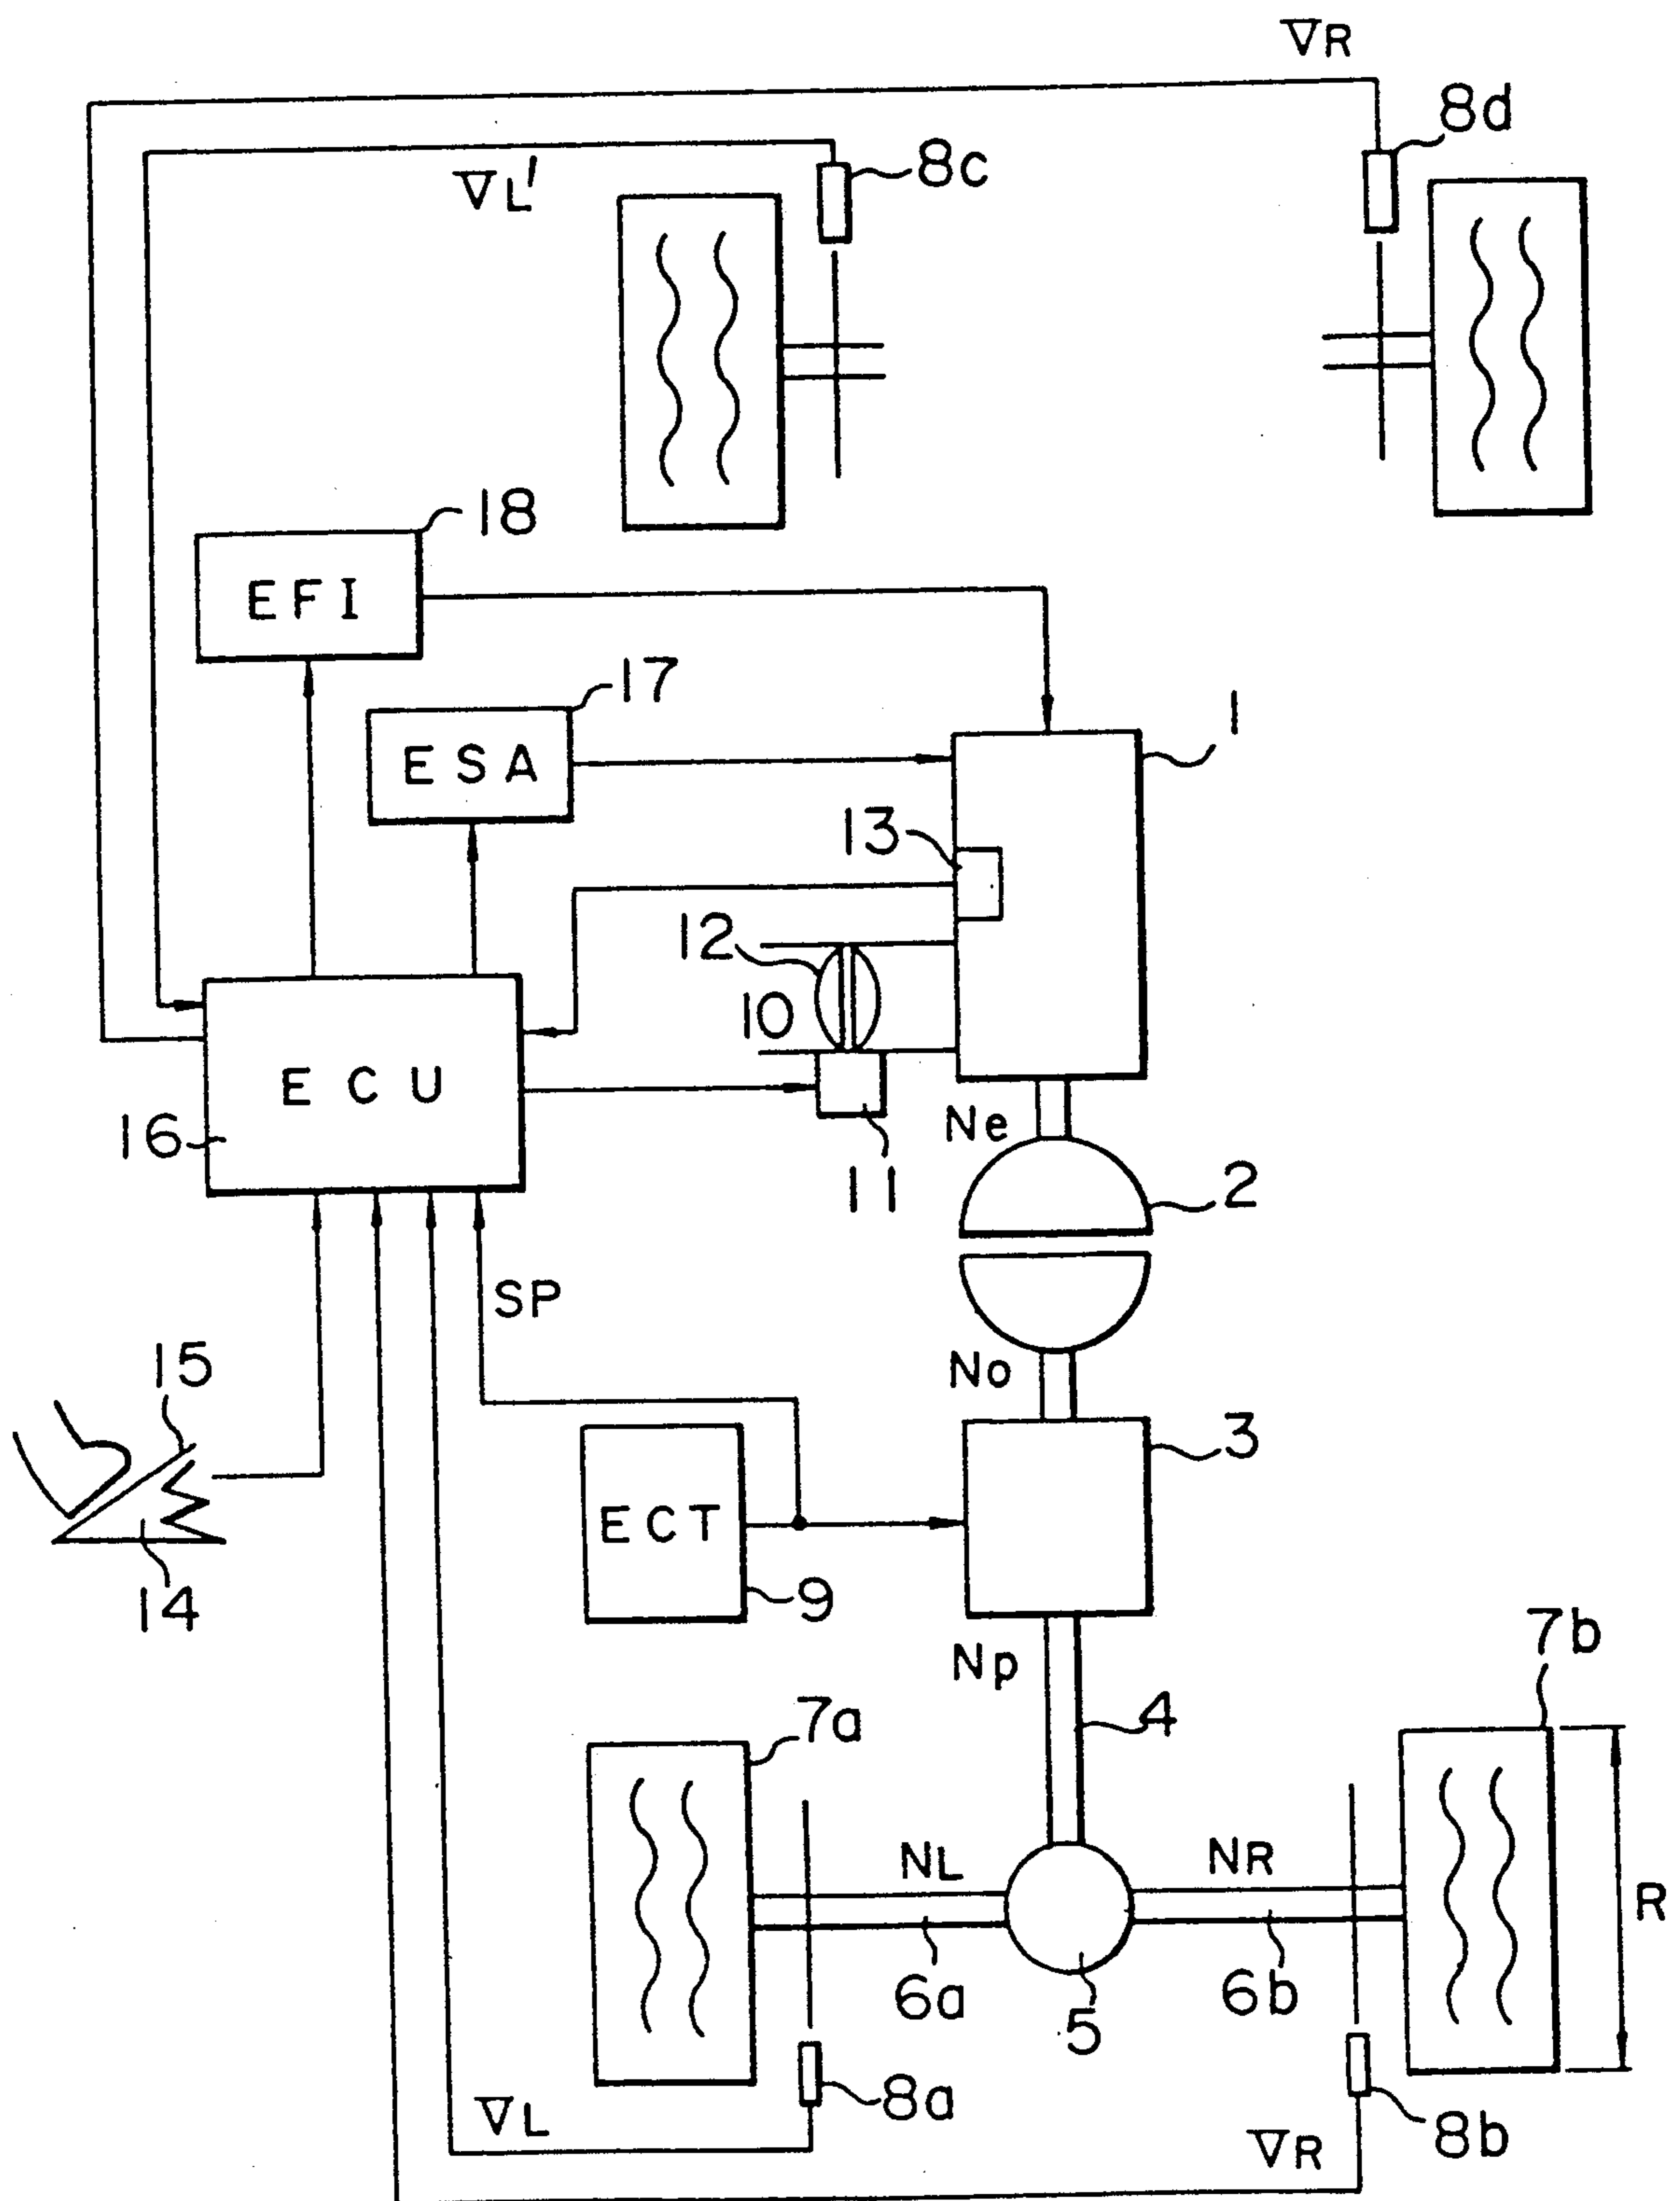 VR
8d
8c
VL'
18
EFI
17
ESA
1
13
12
10
ECU
16
Ne
11
2
SP
No
15
3
ECT
14
9
Np
7b
7a
4
NL
NR
R
6a
6b
5
8a
8b
VL
VR